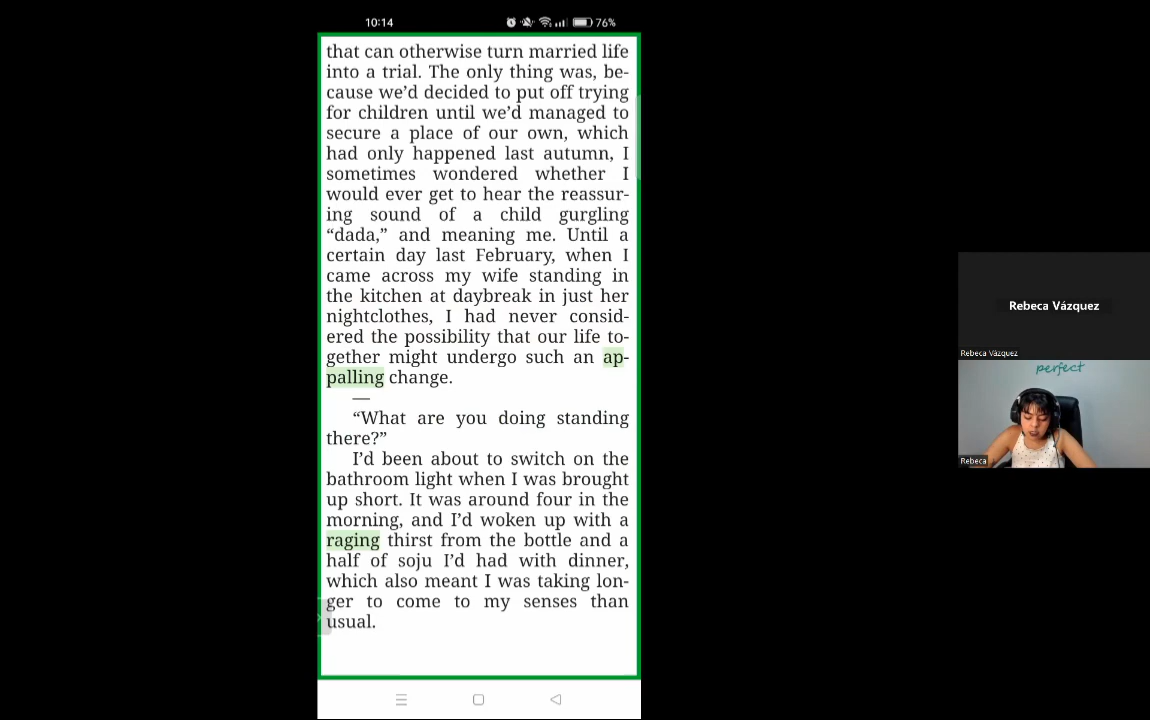 10:14
76%
that can otherwise turn married life
into a trial. The only thing was, be-
cause we’d decided to put off trying
for children until we’d managed to
secure a place of our own, which
had only happened last autumn, I
sometimes wondered whether I
would ever get to hear the reassur-
ing sound of a child gurgling
“dada,” and meaning me. Until a
certain day last February, when I
came across my wife standing in
the kitchen at daybreak in just her
nightclothes, I had never consid-
ered the possibility that our life to-
gether might undergo such an ap-
palling change.
—
“What are you doing standing
there?”
I’d been about to switch on the
bathroom light when I was brought
up short. It was around four in the
morning, and I’d woken up with a
raging thirst from the bottle and a
half of soju I’d had with dinner,
which also meant I was taking lon-
ger to come to my senses than
usual.
Rebeca Vázquez
Rebeca Vázquez
perfect
Rebeca